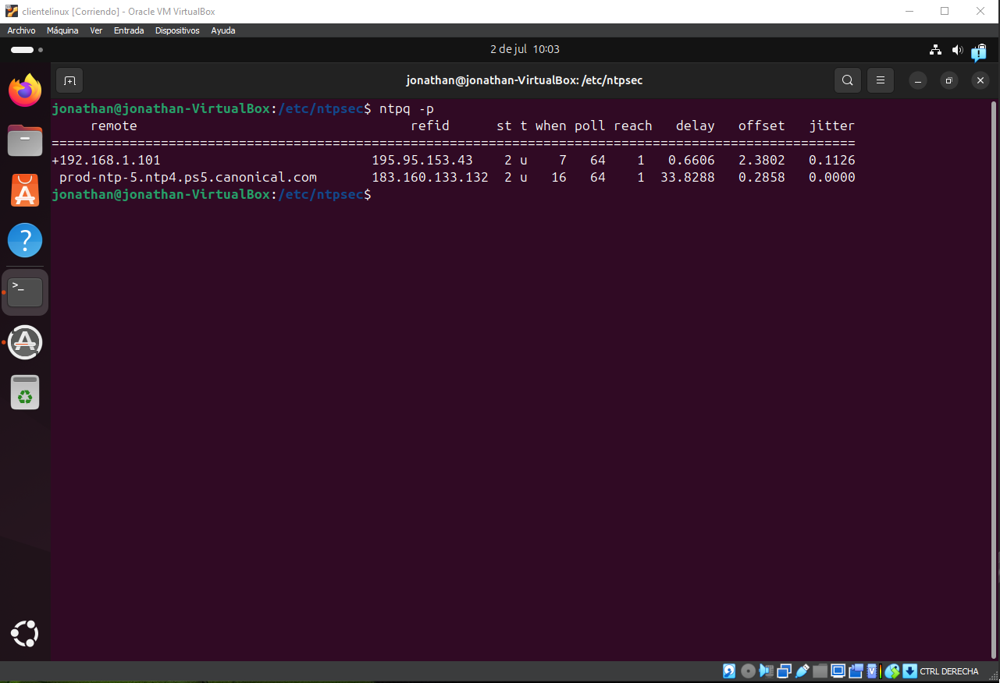 clientelinux [Corriendo] - Oracle VM VirtualBox
Archivo Máquina Ver Entrada Dispositivos Ayuda
2 de jul 10:03
jonathan@jonathan-VirtualBox: /etc/ntpsec
jonathan@jonathan-VirtualBox:/etc/ntpsec$ ntpq -p
remote refid st t when poll reach delay offset jitter
=======================================================================================================
+192.168.1.101 195.95.153.43 2 u 7 64 1 0.6606 2.3802 0.1126
prod-ntp-5.ntp4.ps5.canonical.com 183.160.133.132 2 u 16 64 1 33.8288 0.2858 0.0000
jonathan@jonathan-VirtualBox:/etc/ntpsec$
CTRL DERECHA